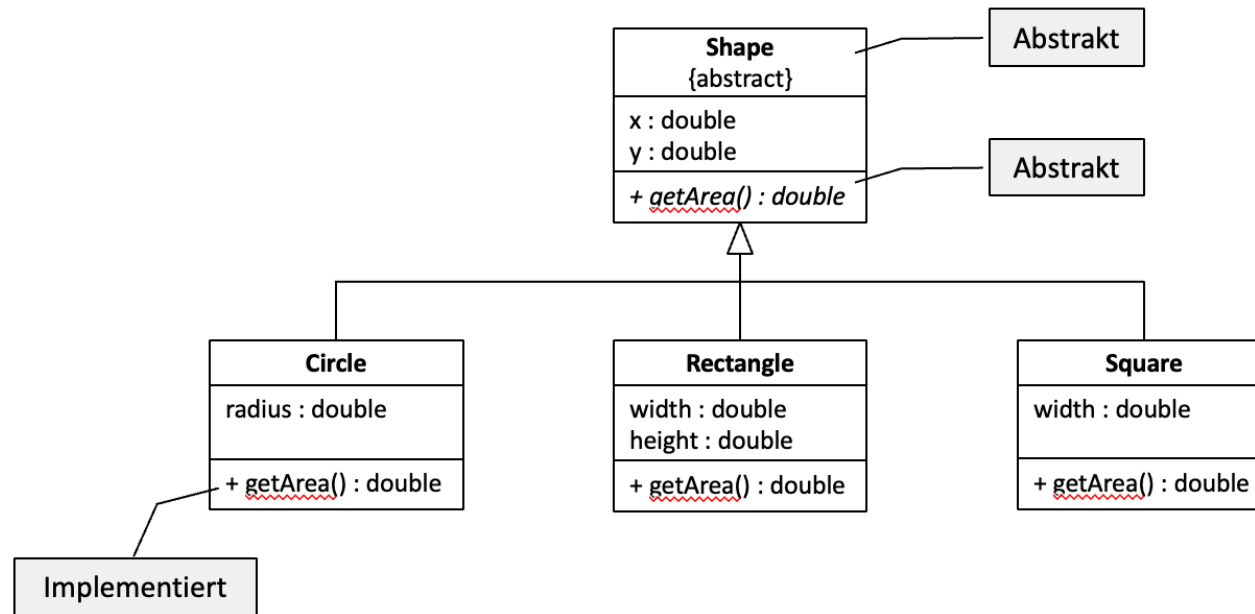 Shape
{abstract}
Abstrakt
x : double
y : double
+ getArea() : double
Abstrakt
Circle
radius : double
+ getArea() : double
Implementiert
Rectangle
width : double
height : double
+ getArea() : double
Square
width : double
+ getArea() : double